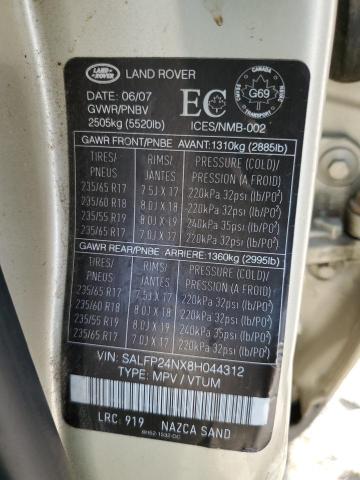 LAND ROVER
LAND ROVER
CANADA
G69
EC
DATE: 06/07
GVWR/PNBV
2505kg (5520lb)
ICES/NMB-002
GAWR FRONT/PNBE AVANT:1310kg (2885lb)
TIRES/ RIMS/ PRESSURE (COLD)/
PNEUS JANTES PRESSION (A FROID)
235/65 R17 7.5J X 17 220kPa 32psi (lb/PO²)
235/60 R18 8.0J X 18 220kPa 32psi (lb/PO²)
235/55 R19 8.0J X 19 240kPa 35psi (lb/PO²)
235/65 R17 7.0J X 17 220kPa 32psi (lb/PO²)
GAWR REAR/PNBE ARRIERE:1360kg (2995lb)
TIRES/ RIMS/ PRESSURE (COLD)/
PNEUS JANTES PRESSION (A FROID)
235/65 R17 7.5J X 17 220kPa 32psi (lb/PO²)
235/60 R18 8.0J X 18 220kPa 32psi (lb/PO²)
235/55 R19 8.0J X 19 240kPa 35psi (lb/PO²)
235/65 R17 7.0J X 17 220kPa 32psi (lb/PO²)
VIN: SALFP24NX8H044312
TYPE: MPV / VTUM
LRC 919 NAZCA SAND
6H52-1532-DC